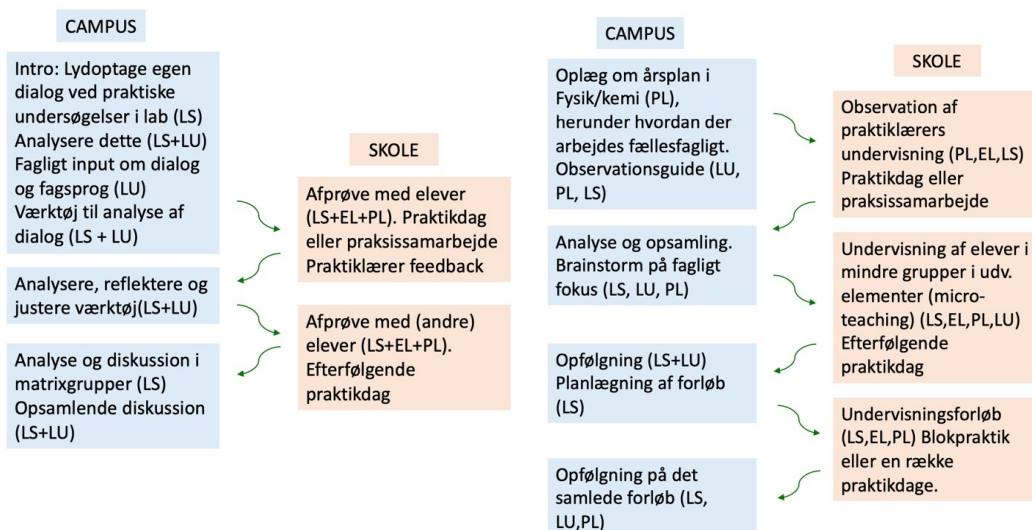 CAMPUS
Intro: Lydoptage egen
dialog ved praktiske
undersøgelser i lab (LS)
Analysere dette (LS+LU)
Fagligt input om dialog
og fagsprog (LU)
Værktøj til analyse af
dialog (LS + LU)
SKOLE
Afprøve med elever
(LS+EL+PL). Praktikdag
eller praksissamarbejde
Praktiklærer feedback
Analysere, reflektere og
justere værktøj(LS+LU)
Afprøve med (andre)
elever (LS+EL+PL).
Efterfølgende
praktikdag
Analyse og diskussion i
matrixgrupper (LS)
Opsamlende diskussion
(LS+LU)
CAMPUS
Oplæg om årsplan i
Fysik/kemi (PL),
herunder hvordan der
arbejdes fællesfagligt.
Observationsguide (LU,
PL, LS)
SKOLE
Observation af
praktiklærers
undervisning (PL,EL,LS)
Praktikdag eller
praksissamarbejde
Analyse og opsamling.
Brainstorm på fagligt
fokus (LS, LU, PL)
Undervisning af elever i
mindre grupper i udv.
elementer (micro-
teaching) (LS,EL,PL,LU)
Efterfølgende
praktikdag
Opfølgning (LS+LU)
Planlægning af forløb
(LS)
Undervisningsforløb
(LS,EL,PL) Blokpraktik
eller en række
praktikdage.
Opfølgning på det
samlede forløb (LS,
LU,PL)